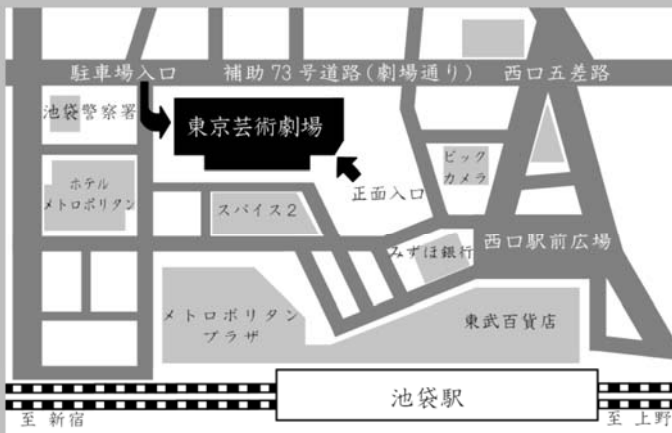 駐車場入口
補助73号道路(劇場通り)
西口五差路
池袋警察署
東京芸術劇場
ビック
カメラ
正面入口
ホテル
メトロポリタン
スパイス2
みずほ銀行
西口駅前広場
メトロポリタン
プラザ
東武百貨店
池袋駅
至 新宿
至 上野